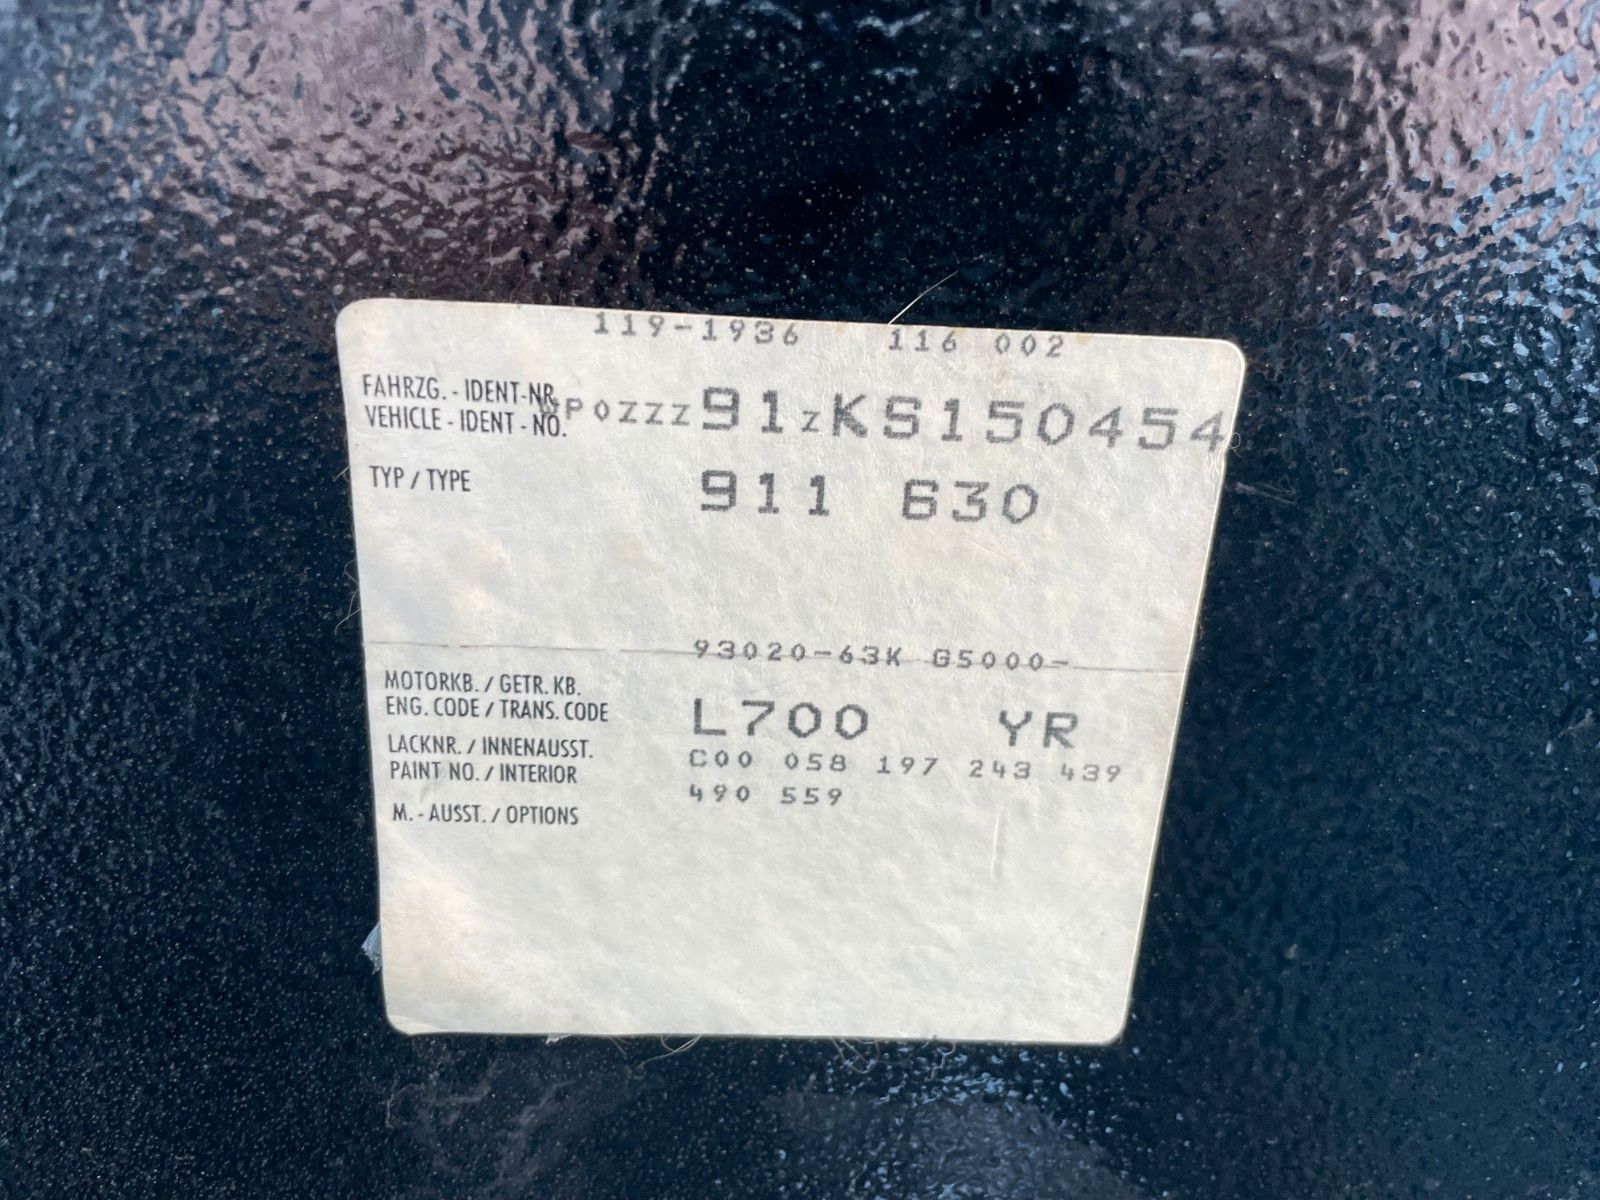 119-1936 116 002
FAHRZG. - IDENT-NR. WP0ZZZ91ZKS150454
VEHICLE - IDENT - NO.
TYP / TYPE 911 630
93020-63K G5000-
MOTORKB. / GETR. KB.
ENG. CODE / TRANS. CODE L700 YR
LACKNR. / INNENAUSST. C00 058 197 243 439
PAINT NO. / INTERIOR 490 559
M. - AUSST. / OPTIONS